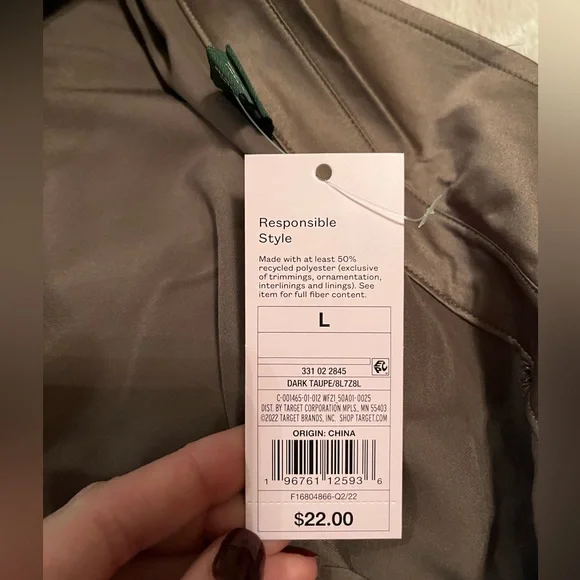 Responsible
Style
Made with at least 50%
recycled polyester (exclusive
of trimmings, ornamentation,
interlinings and linings). See
item for full fiber content.
L
331 02 2845
DARK TAUPE/8L7Z8L
C-001465-01-012 WF21_50A01-0025
DIST. BY TARGET CORPORATION MPLS., MN 55403
©2022 TARGET BRANDS, INC. SHOP TARGET.COM
ORIGIN: CHINA
1 96761 12593 6
F16804866-Q2/22
$22.00